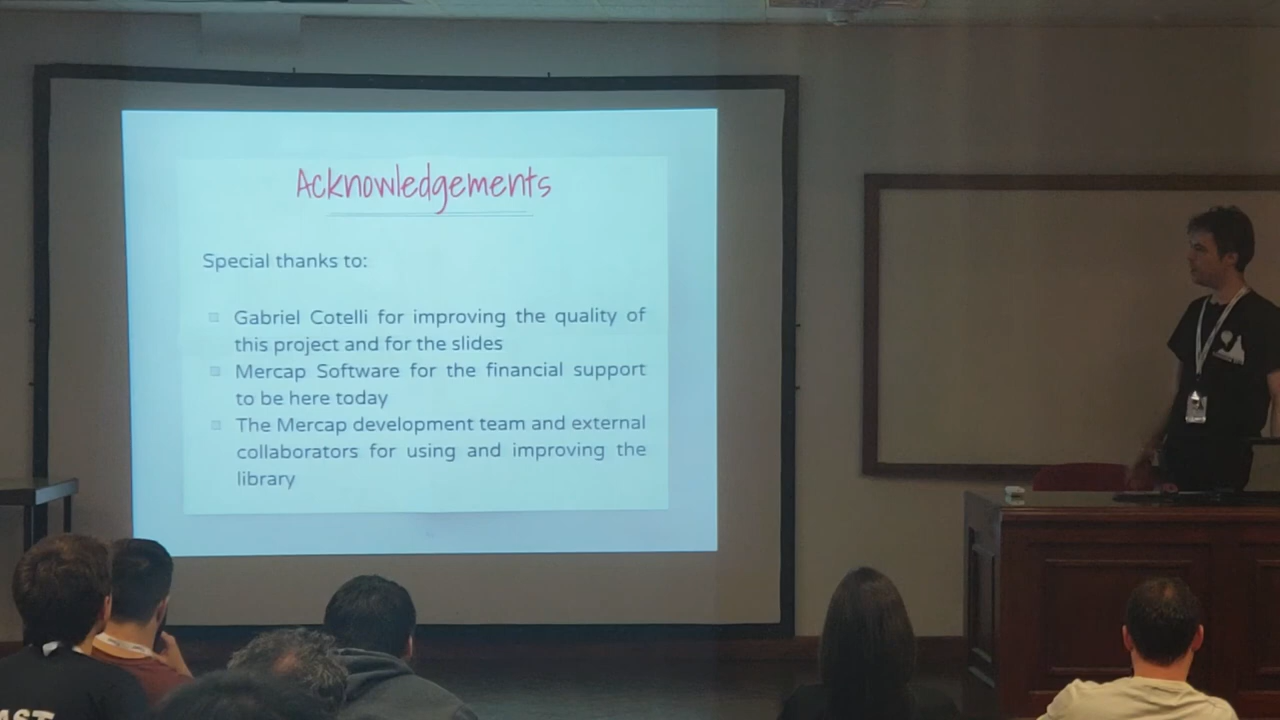 Acknowledgements
Special thanks to:
Gabriel Cotelli for improving the quality of
this project and for the slides
Mercap Software for the financial support
to be here today
The Mercap development team and external
collaborators for using and improving the
library